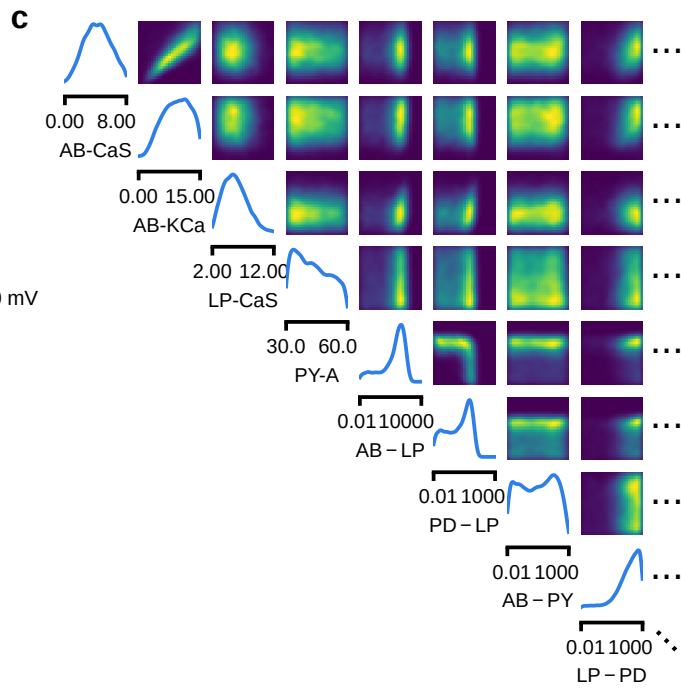 c
...
0.00 8.00
AB-CaS
...
0.00 15.00
AB-KCa
...
2.00 12.00
LP-CaS
...
mV
30.0 60.0
PY-A
...
0.01 10000
AB – LP
...
0.01 1000
PD – LP
...
0.01 1000
AB – PY
...
0.01 1000
LP – PD